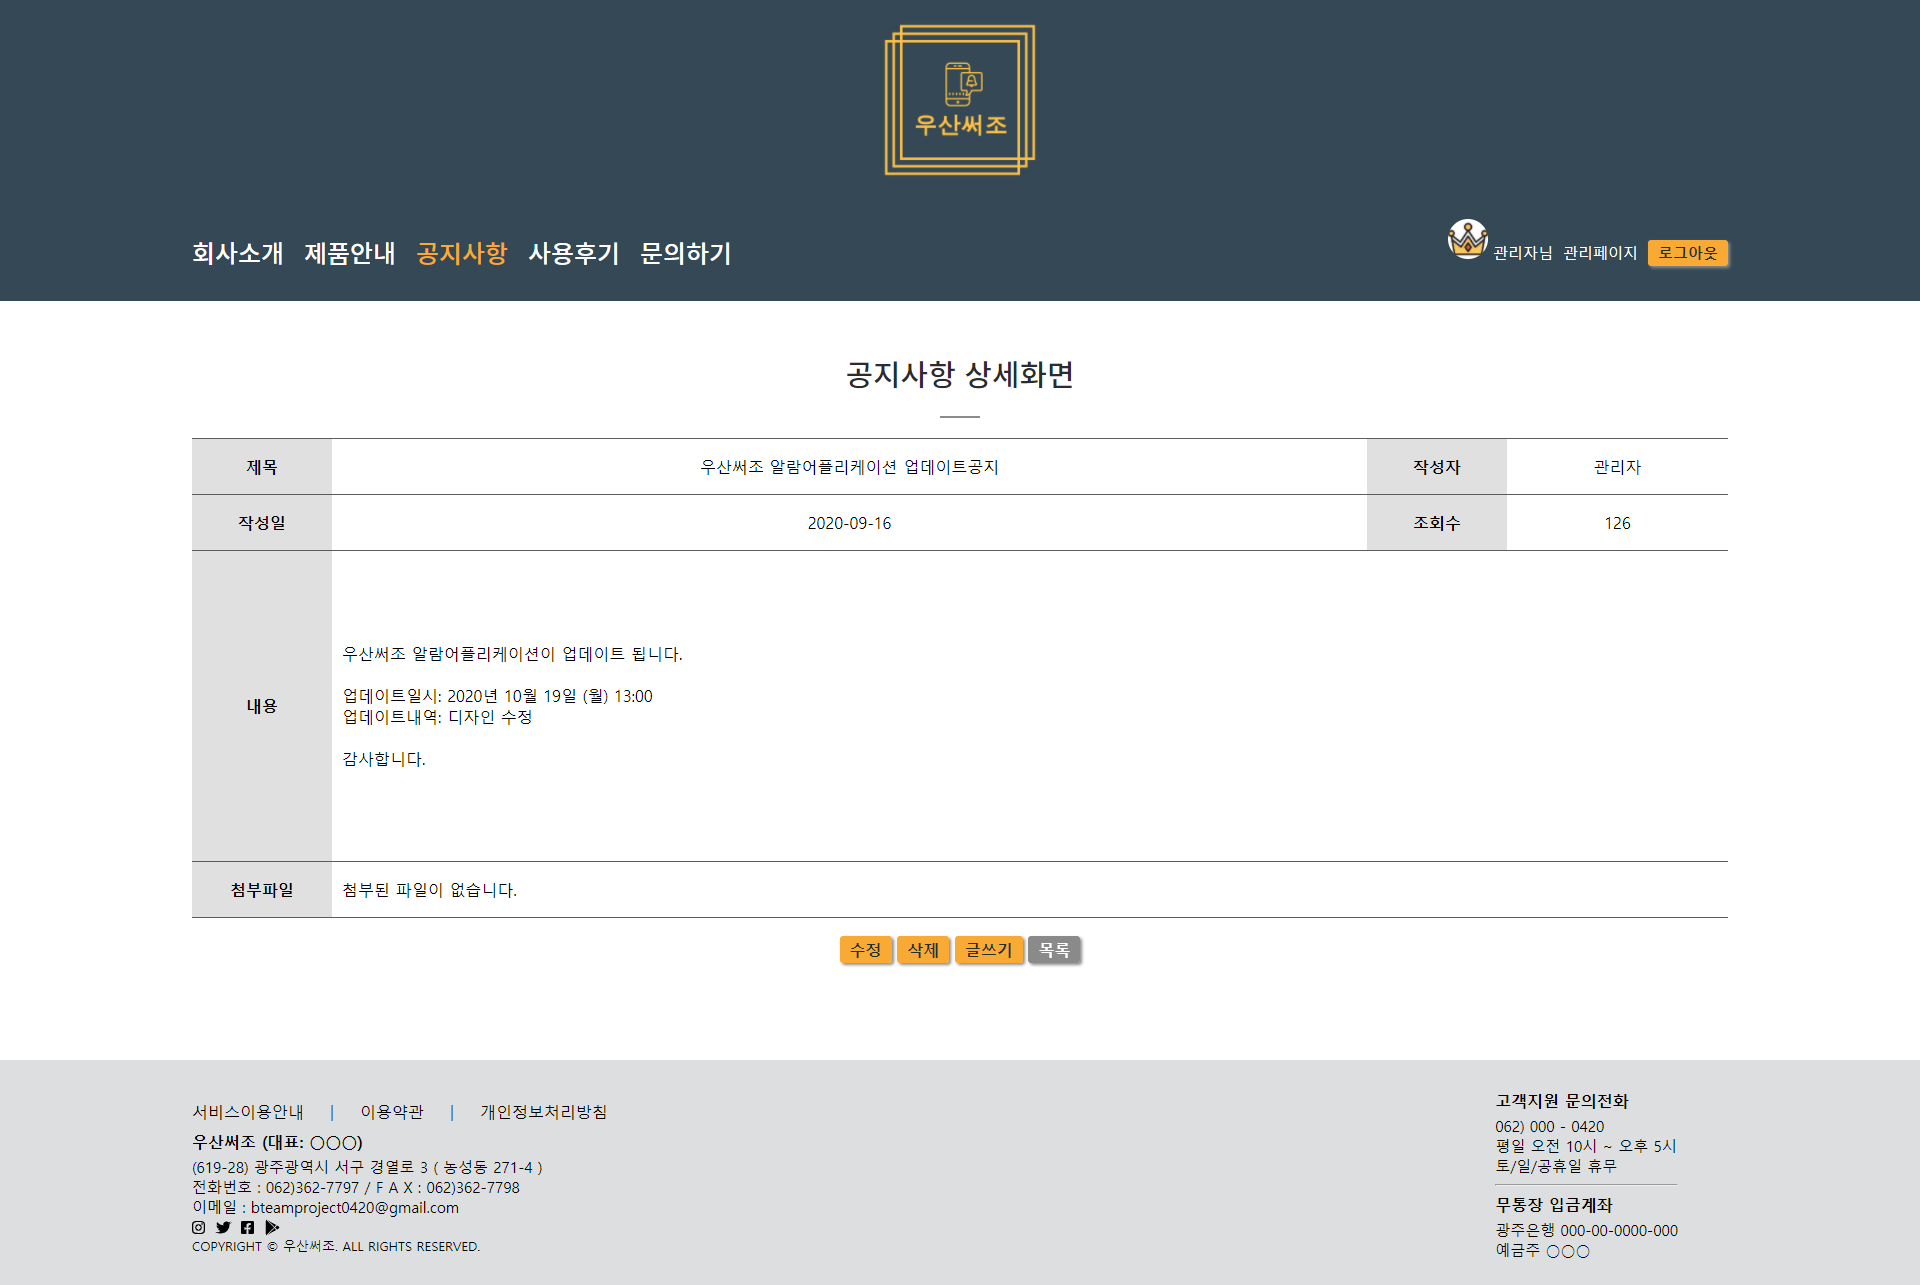 우산써조
회사소개 제품안내 공지사항 사용후기 문의하기
관리자님 관리페이지 로그아웃
공지사항 상세화면
제목 우산써조 알람어플리케이션 업데이트공지 작성자 관리자
작성일 2020-09-16 조회수 126
내용
우산써조 알람어플리케이션이 업데이트 됩니다.
업데이트일시: 2020년 10월 19일 (월) 13:00
업데이트내역: 디자인 수정
감사합니다.
첨부파일 첨부된 파일이 없습니다.
수정 삭제 글쓰기 목록
서비스이용안내 | 이용약관 | 개인정보처리방침
우산써조 (대표: ○○○)
(619-28) 광주광역시 서구 경열로 3 ( 농성동 271-4 )
전화번호 : 062)362-7797 / F A X : 062)362-7798
이메일 : bteamproject0420@gmail.com
COPYRIGHT © 우산써조. ALL RIGHTS RESERVED.
고객지원 문의전화
062) 000 - 0420
평일 오전 10시 ~ 오후 5시
토/일/공휴일 휴무
무통장 입금계좌
광주은행 000-00-0000-000
예금주 ○○○